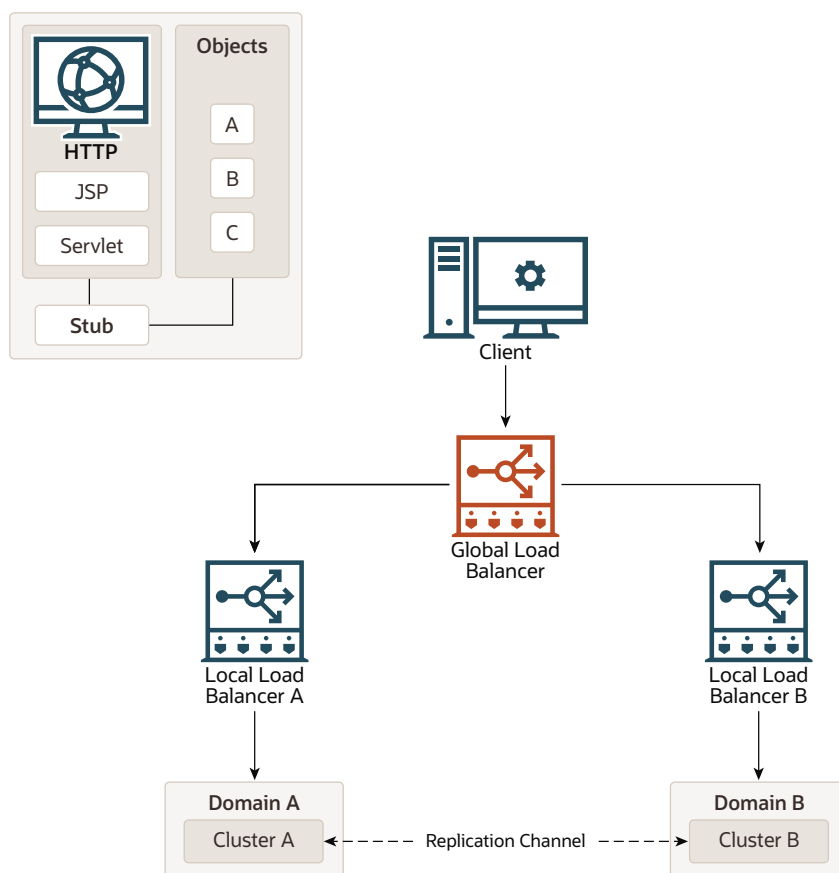 Objects
HTTP
JSP
Servlet
A
B
C
Stub
Client
Global Load
Balancer
Local Load
Balancer A
Local Load
Balancer B
Domain A
Cluster A
Replication Channel
Domain B
Cluster B